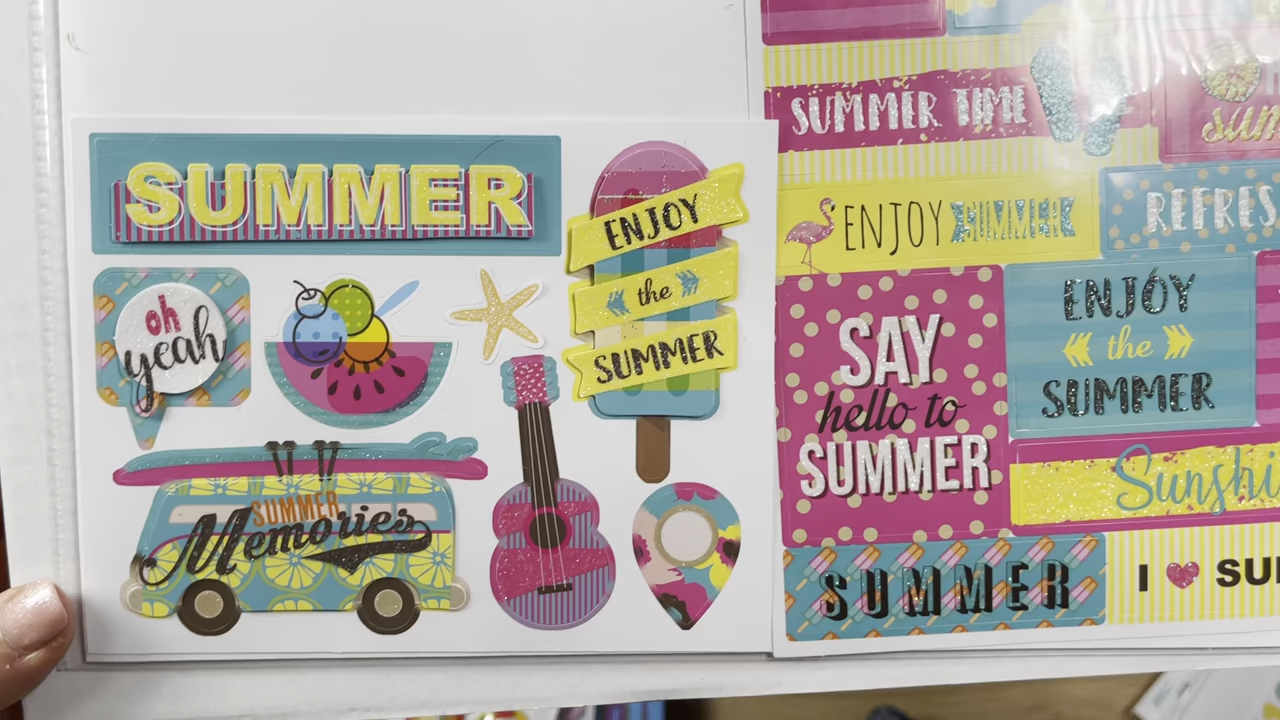 SUMMER
oh
yeah
ENJOY
the
SUMMER
SUMMER
Memories
SUMMER TIME
ENJOY SUMMER
SAY
hello to
SUMMER
ENJOY
the
SUMMER
SUMMER
I